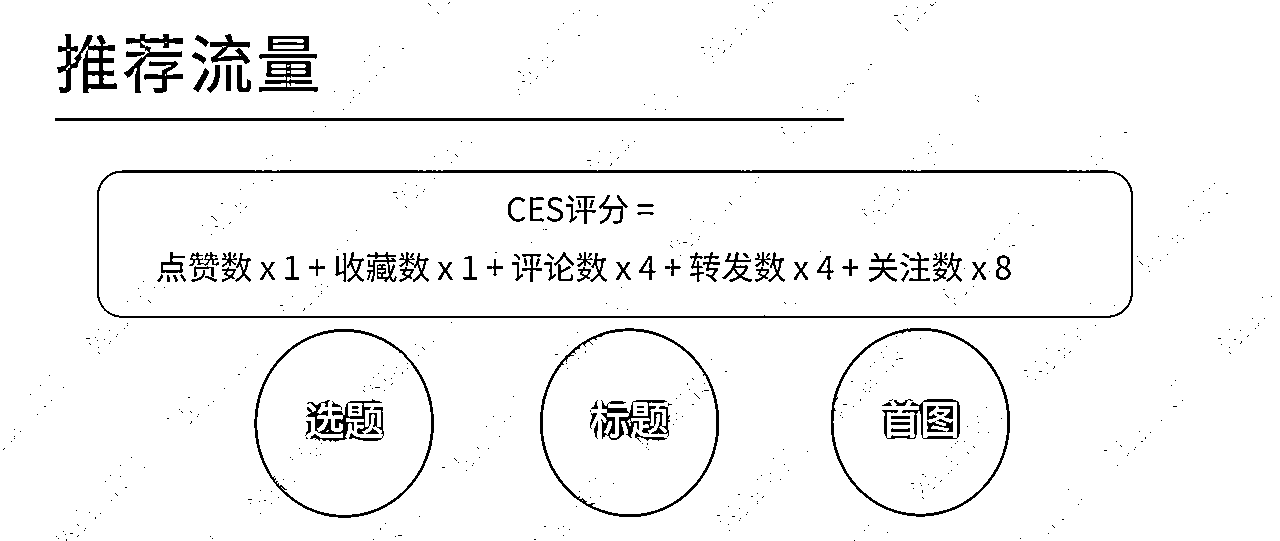 推荐流量
CES评分 =
点赞数 x 1 + 收藏数 x 1 + 评论数 x 4 + 转发数 x 4 + 关注数 x 8
选题
标题
首图